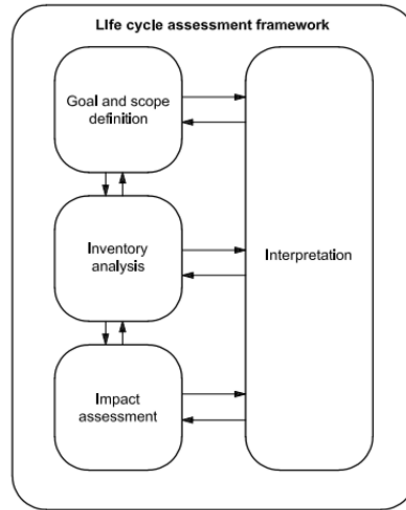 Life cycle assessment framework
Goal and scope
definition
Inventory
analysis
Interpretation
Impact
assessment